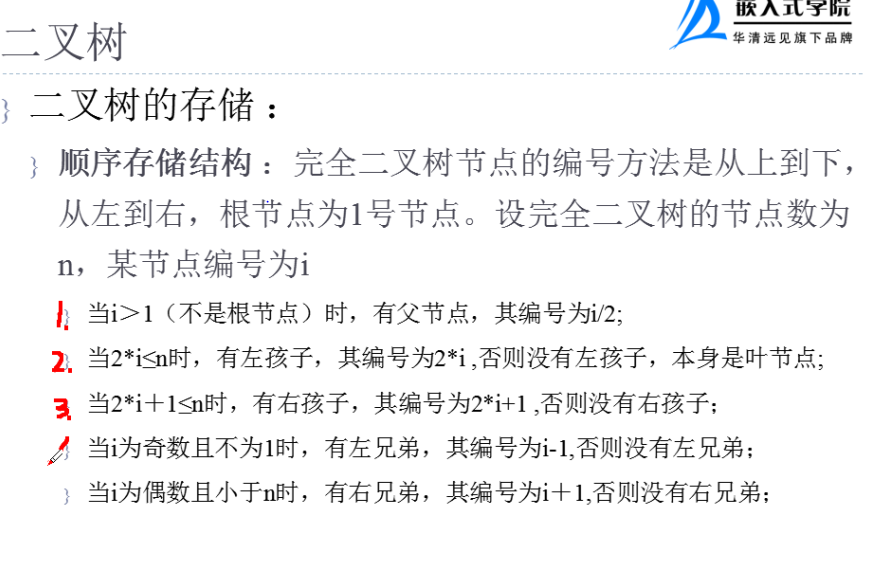 嵌入式学院
华清远见旗下品牌
二叉树
二叉树的存储：
顺序存储结构：完全二叉树节点的编号方法是从上到下，
从左到右，根节点为1号节点。设完全二叉树的节点数为
n，某节点编号为i
1. 当i＞1（不是根节点）时，有父节点，其编号为i/2;
2. 当2*i≤n时，有左孩子，其编号为2*i ,否则没有左孩子，本身是叶节点;
3. 当2*i＋1≤n时，有右孩子，其编号为2*i+1 ,否则没有右孩子；
当i为奇数且不为1时，有左兄弟，其编号为i-1,否则没有左兄弟；
当i为偶数且小于n时，有右兄弟，其编号为i＋1,否则没有右兄弟；